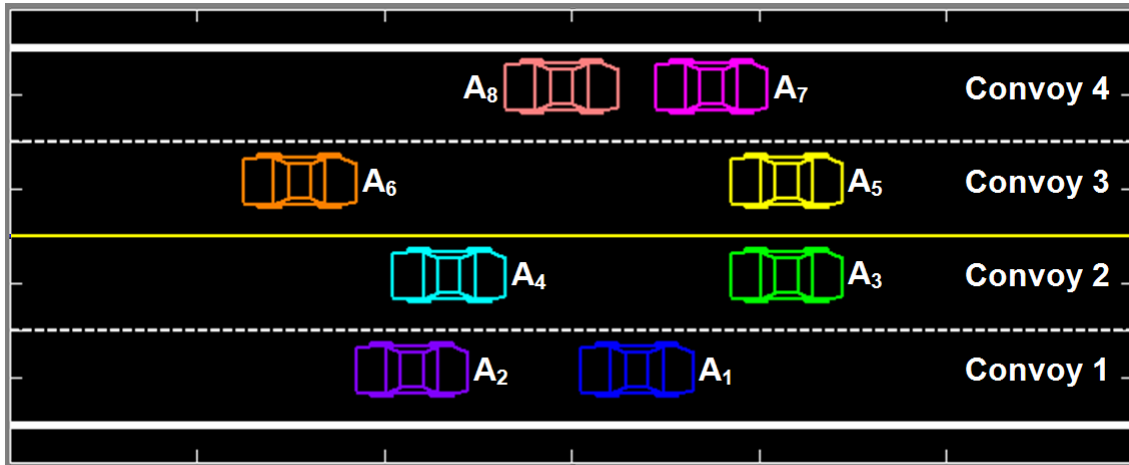 A₈ A₇ Convoy 4
A₆ A₅ Convoy 3
A₄ A₃ Convoy 2
A₂ A₁ Convoy 1